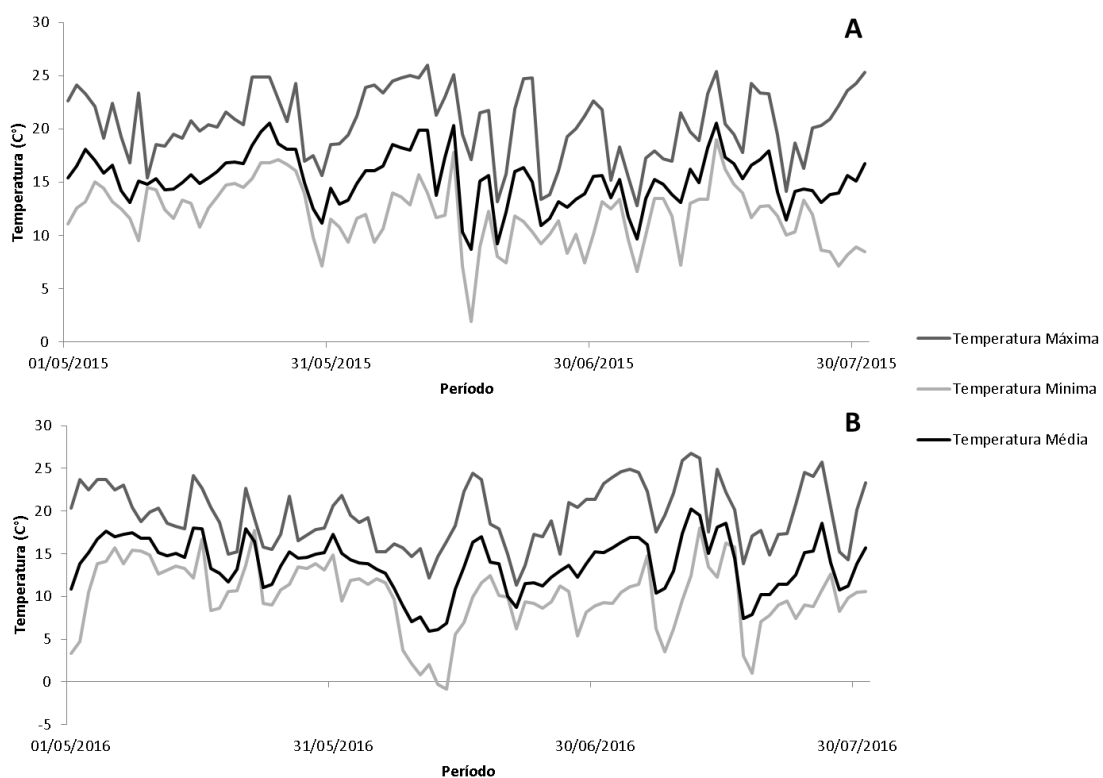 A
30
25
20
15
10
5
0
Temperatura (C°)
01/05/2015 31/05/2015 30/06/2015 30/07/2015
Período
Temperatura Máxima
Temperatura Mínima
Temperatura Média
B
30
25
20
15
10
5
0
-5
Temperatura (C°)
01/05/2016 31/05/2016 30/06/2016 30/07/2016
Período